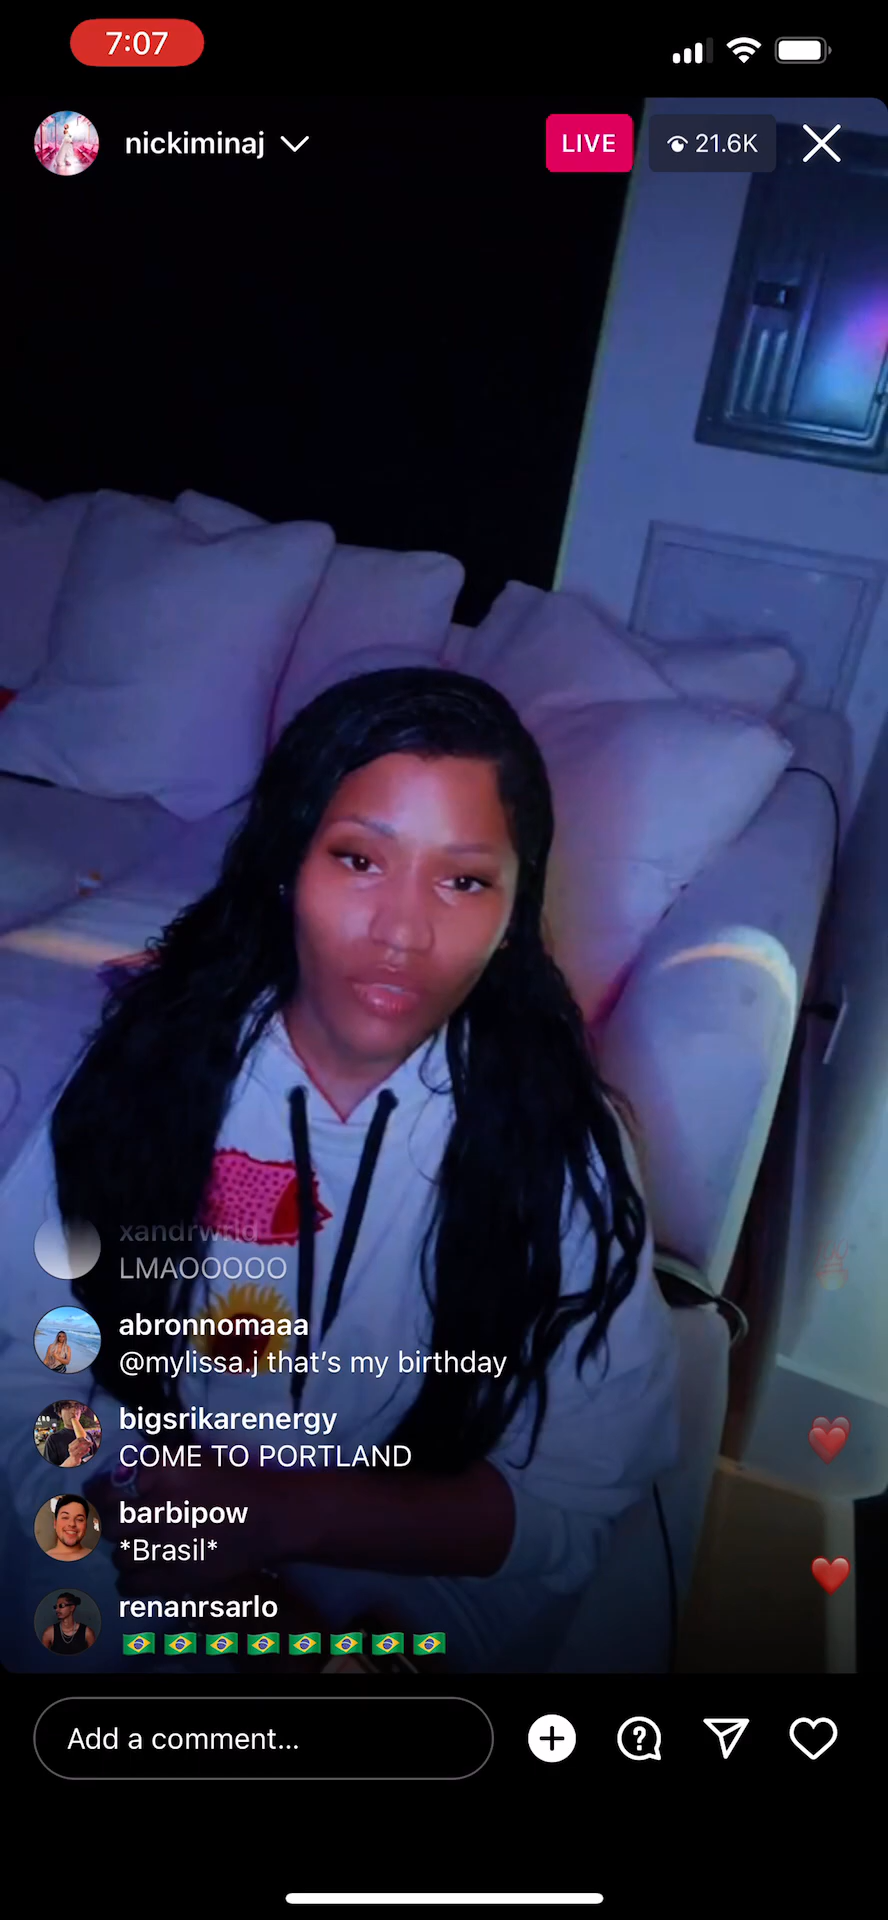 7:07
nickiminaj
LIVE
21.6K
xandrwrld
LMAOOOOO
abronnomaaa
@mylissa.j that’s my birthday
bigsrikarenergy
COME TO PORTLAND
barbipow
*Brasil*
renanrsarlo
🇧🇷🇧🇷🇧🇷🇧🇷🇧🇷🇧🇷🇧🇷🇧🇷
Add a comment...